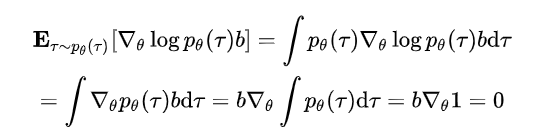 𝐄_{τ∼p_θ(τ)}[∇_θ log p_θ(τ)b] = ∫ p_θ(τ)∇_θ log p_θ(τ)bdτ
= ∫ ∇_θ p_θ(τ)bdτ = b∇_θ ∫ p_θ(τ)dτ = b∇_θ 1 = 0